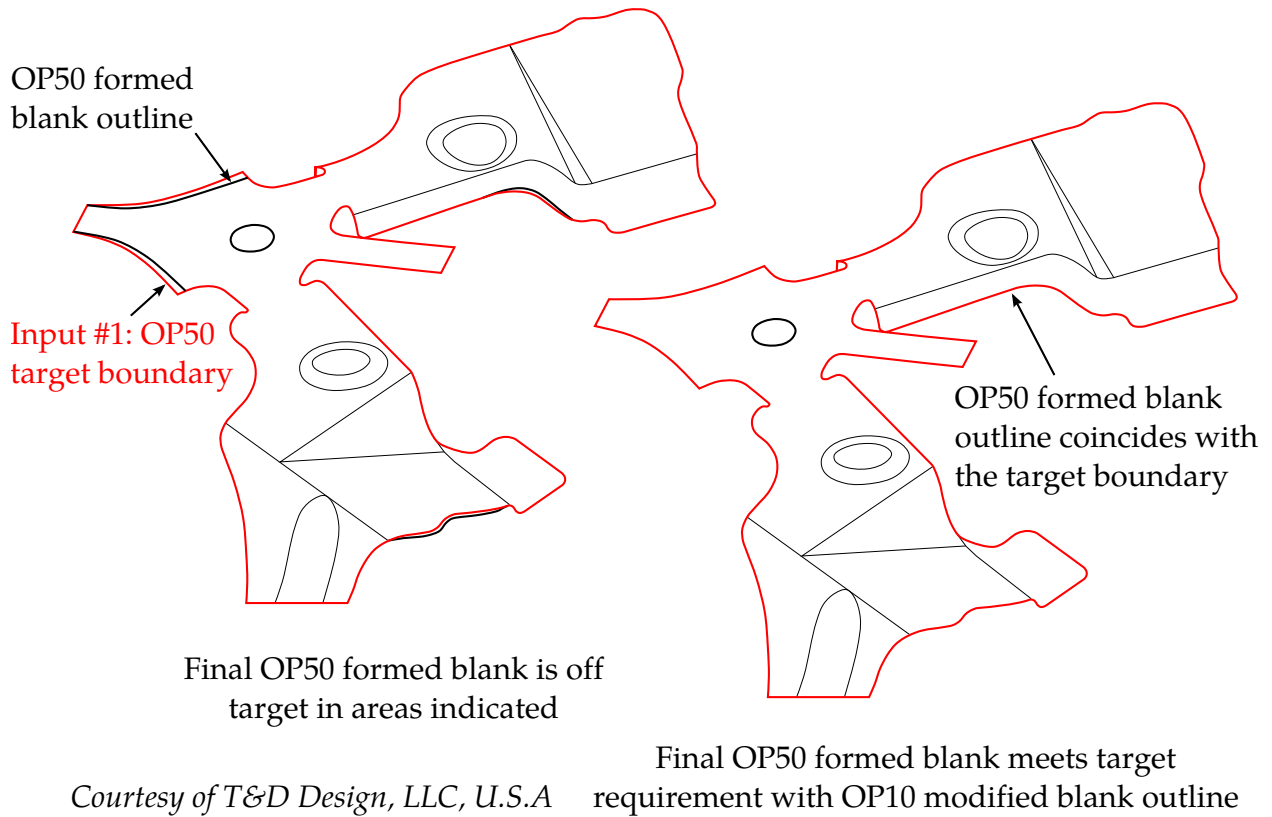 OP50 formed
blank outline
Input #1: OP50
target boundary
OP50 formed blank
outline coincides with
the target boundary
Final OP50 formed blank is off
target in areas indicated
Final OP50 formed blank meets target
requirement with OP10 modified blank outline
Courtesy of T&D Design, LLC, U.S.A